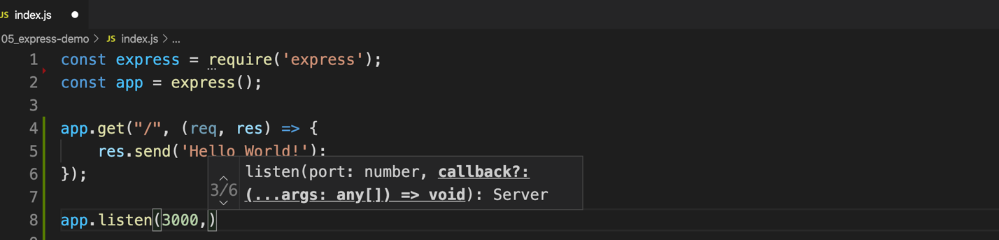 JS index.js ●
05_express-demo > JS index.js > ...
1 const express = require('express');
2 const app = express();
3
4 app.get("/", (req, res) => {
5     res.send('Hello World!');
6 });
7
listen(port: number, callback?:
3/6 (...args: any[]) => void): Server
8 app.listen(3000,)